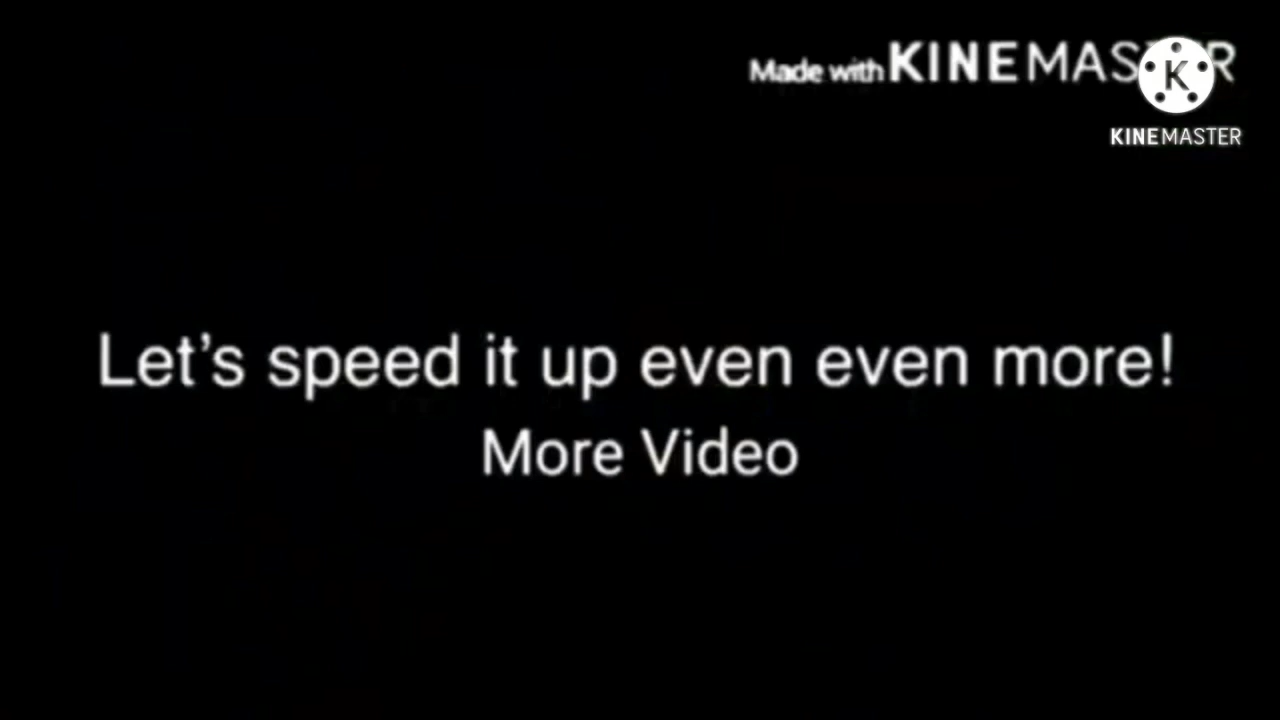 Made with KINEMASTER
K
KINEMASTER
Let's speed it up even even more!
More Video